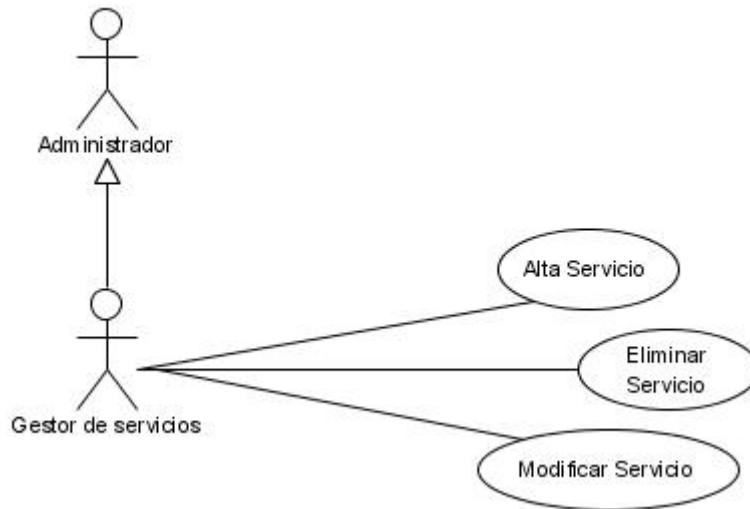 Administrador
Alta Servicio
Eliminar
Servicio
Gestor de servicios
Modificar Servicio